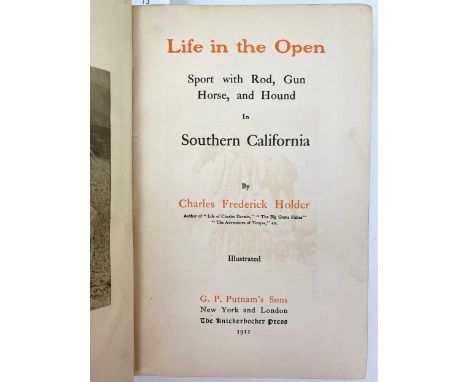 13
Life in the Open
Sport with Rod, Gun
Horse, and Hound
In
Southern California
By
Charles Frederick Holder
Author of "Life of Charles Darwin," "The Big Game Fishes"
"The Adventures of Torqua," etc.
Illustrated
G. P. Putnam's Sons
New York and London
The Knickerbocker Press
1911